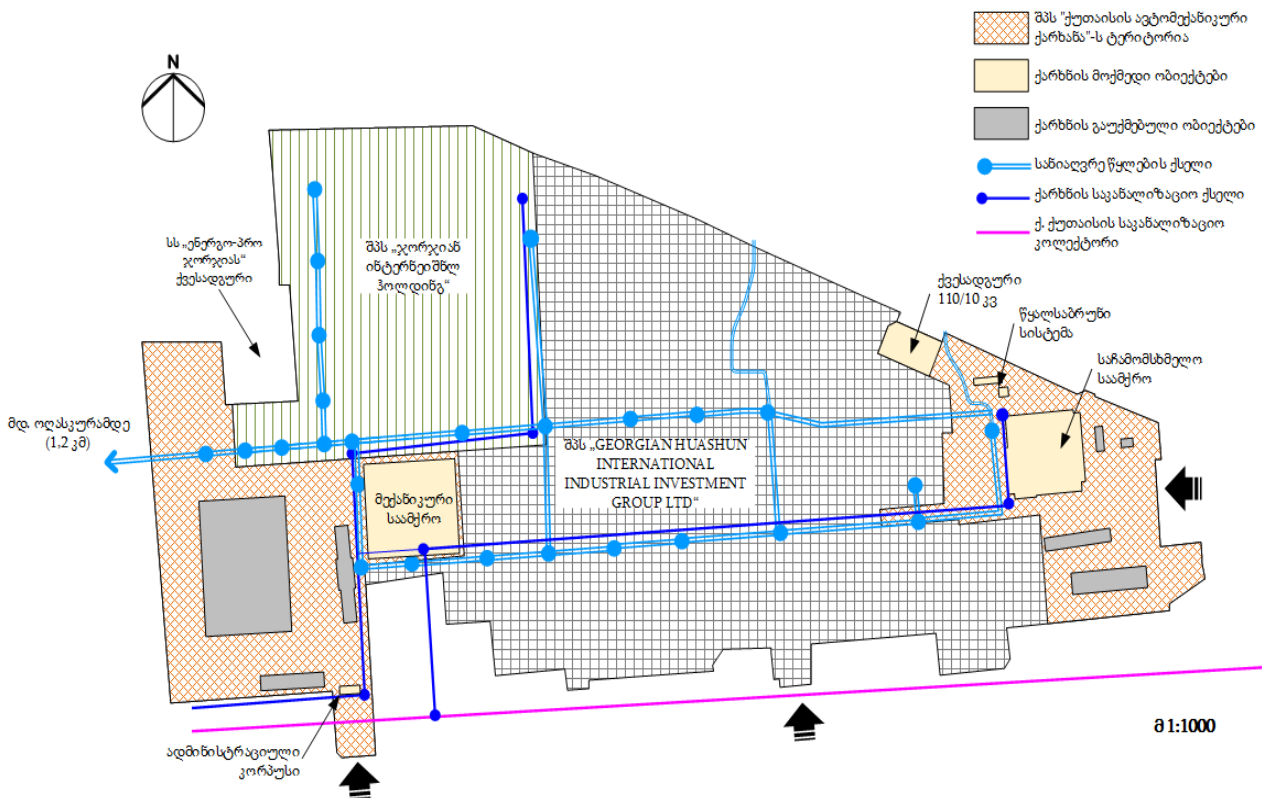 შპს "ქუთაისის ავტომექანიკური
ქარხანა"-ს ტერიტორია
ქარხნის მოქმედი ობიექტები
ქარხნის გაუქმებული ობიექტები
სანიაღვრე წყლების ქსელი
ქარხნის საკანალიზაციო ქსელი
ქ. ქუთაისის საკანალიზაციო
კოლექტორი
N
სს „ენერგო-პრო
ჯორჯიას“
ქვესადგური
შპს „ჯორჯიან
ინტერნეიშნლ
ჰოლდინგ“
ქვესადგური
110/10 კვ
წყალსაბრუნი
სისტემა
საჩამომსხმელო
საამქრო
მდ. ოღასკურამდე
(1,2 კმ)
შპს „GEORGIAN HUASHUN
INTERNATIONAL
INDUSTRIAL INVESTMENT
GROUP LTD“
მექანიკური
საამქრო
ადმინისტრაციული
კორპუსი
მ 1:1000